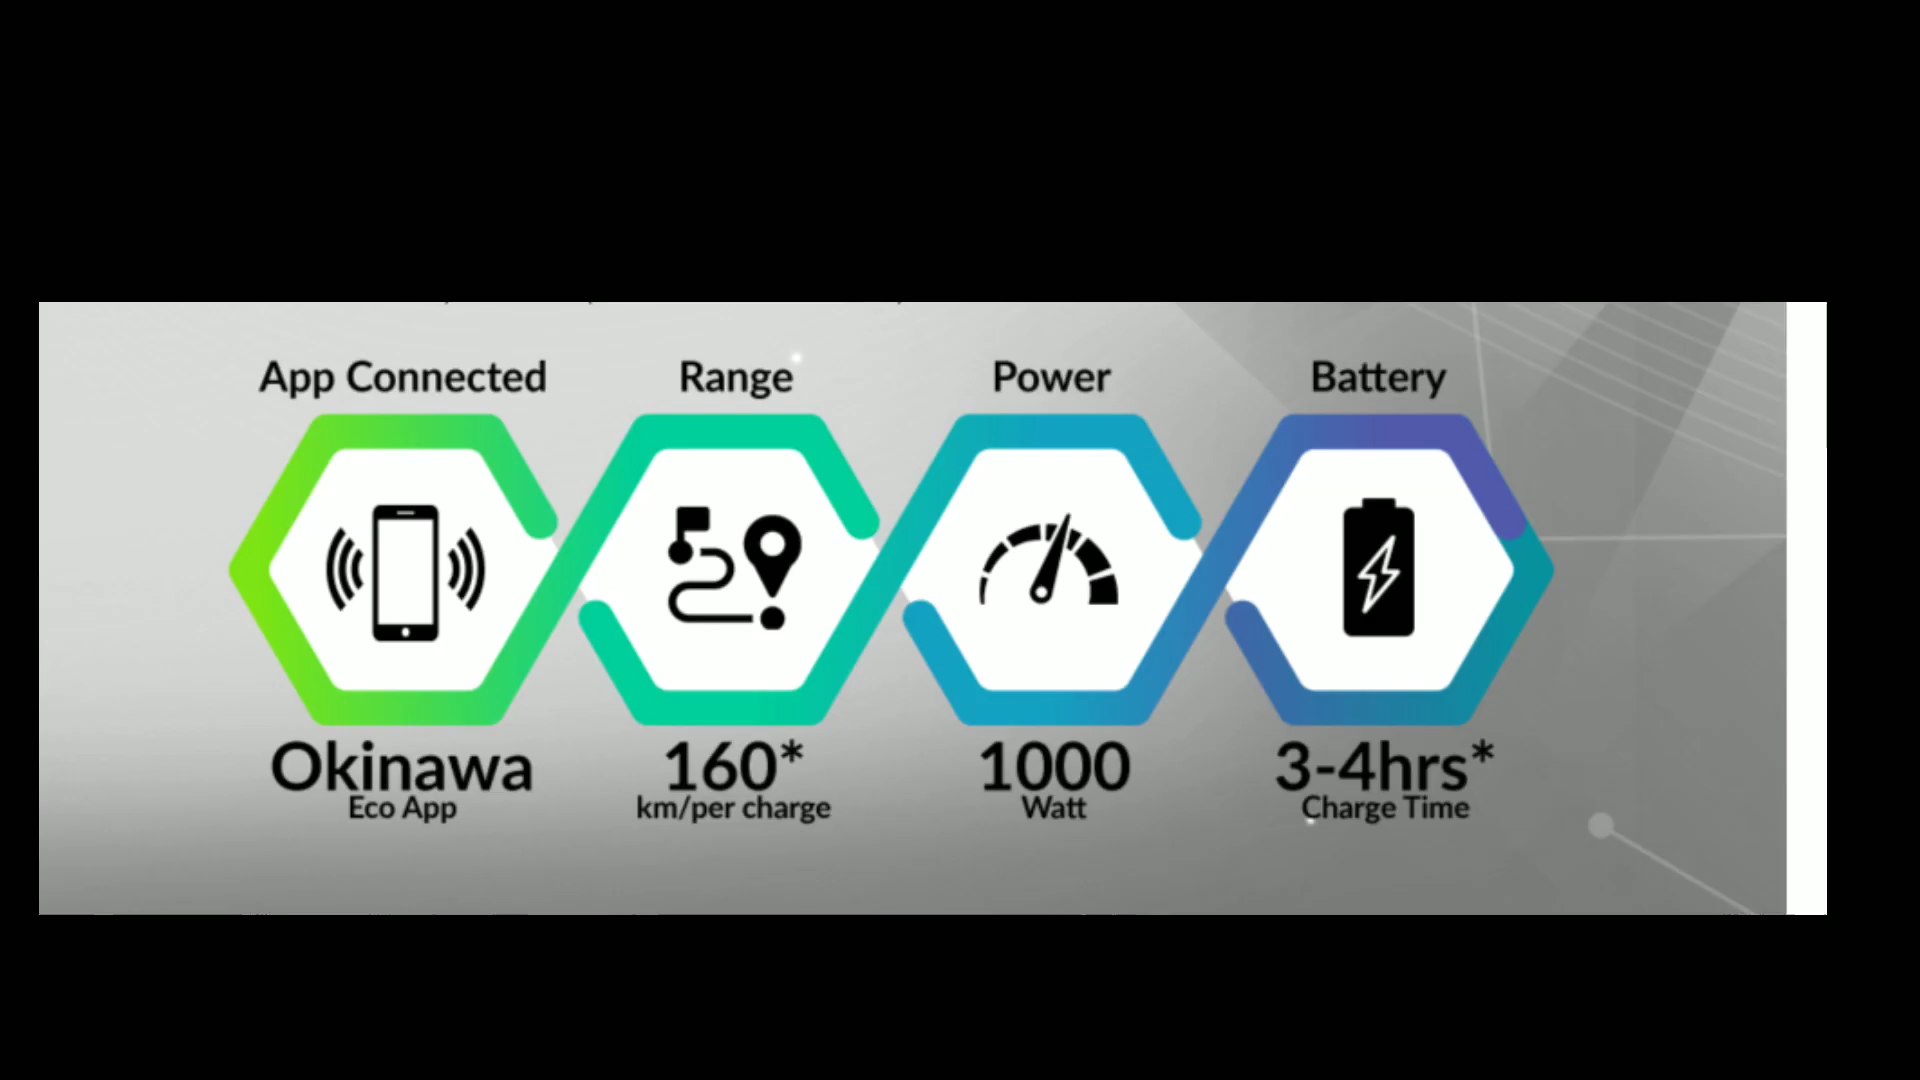 App Connected
Range
Power
Battery
Okinawa
Eco App
160*
km/per charge
1000
Watt
3-4hrs*
Charge Time